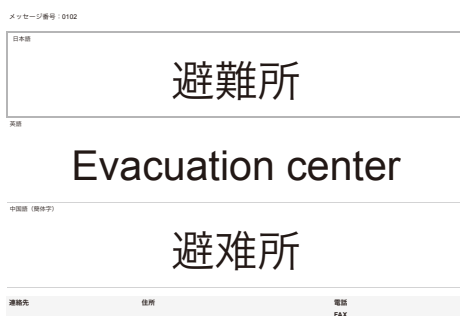 メッセージ番号：0102
日本語
避難所
英語
Evacuation center
中国語（簡体字）
避难所
連絡先 住所 電話
FAX